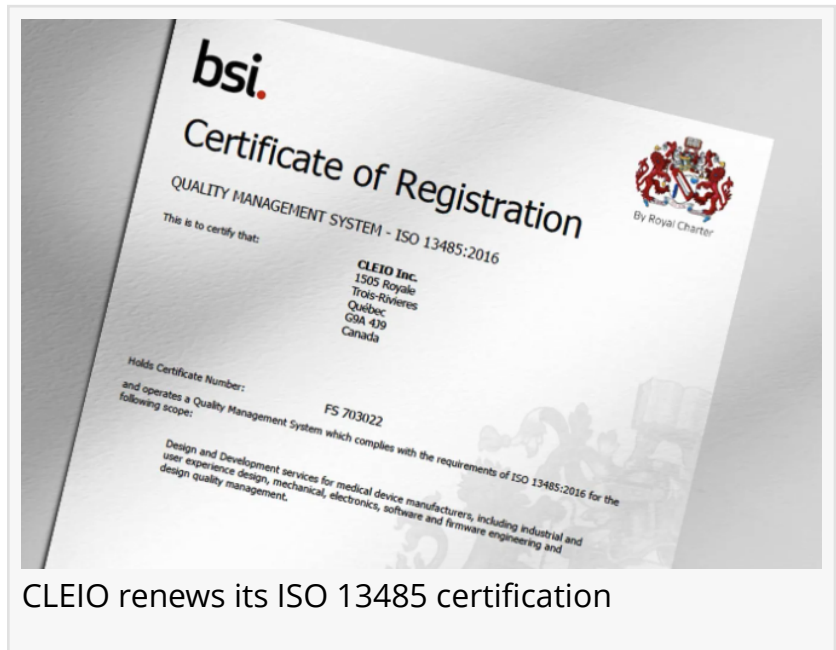 bsi.
Certificate of Registration
By Royal Charter
QUALITY MANAGEMENT SYSTEM - ISO 13485:2016
This is to certify that:
CLEIO Inc.
1505 Royale
Trois-Rivieres
Québec
G9A 4J9
Canada
Holds Certificate Number:
FS 703022
and operates a Quality Management System which complies with the requirements of ISO 13485:2016 for the
following scope:
Design and Development services for medical device manufacturers, including industrial and
user experience design, mechanical, electronics, software and firmware engineering and
design quality management.
CLEIO renews its ISO 13485 certification